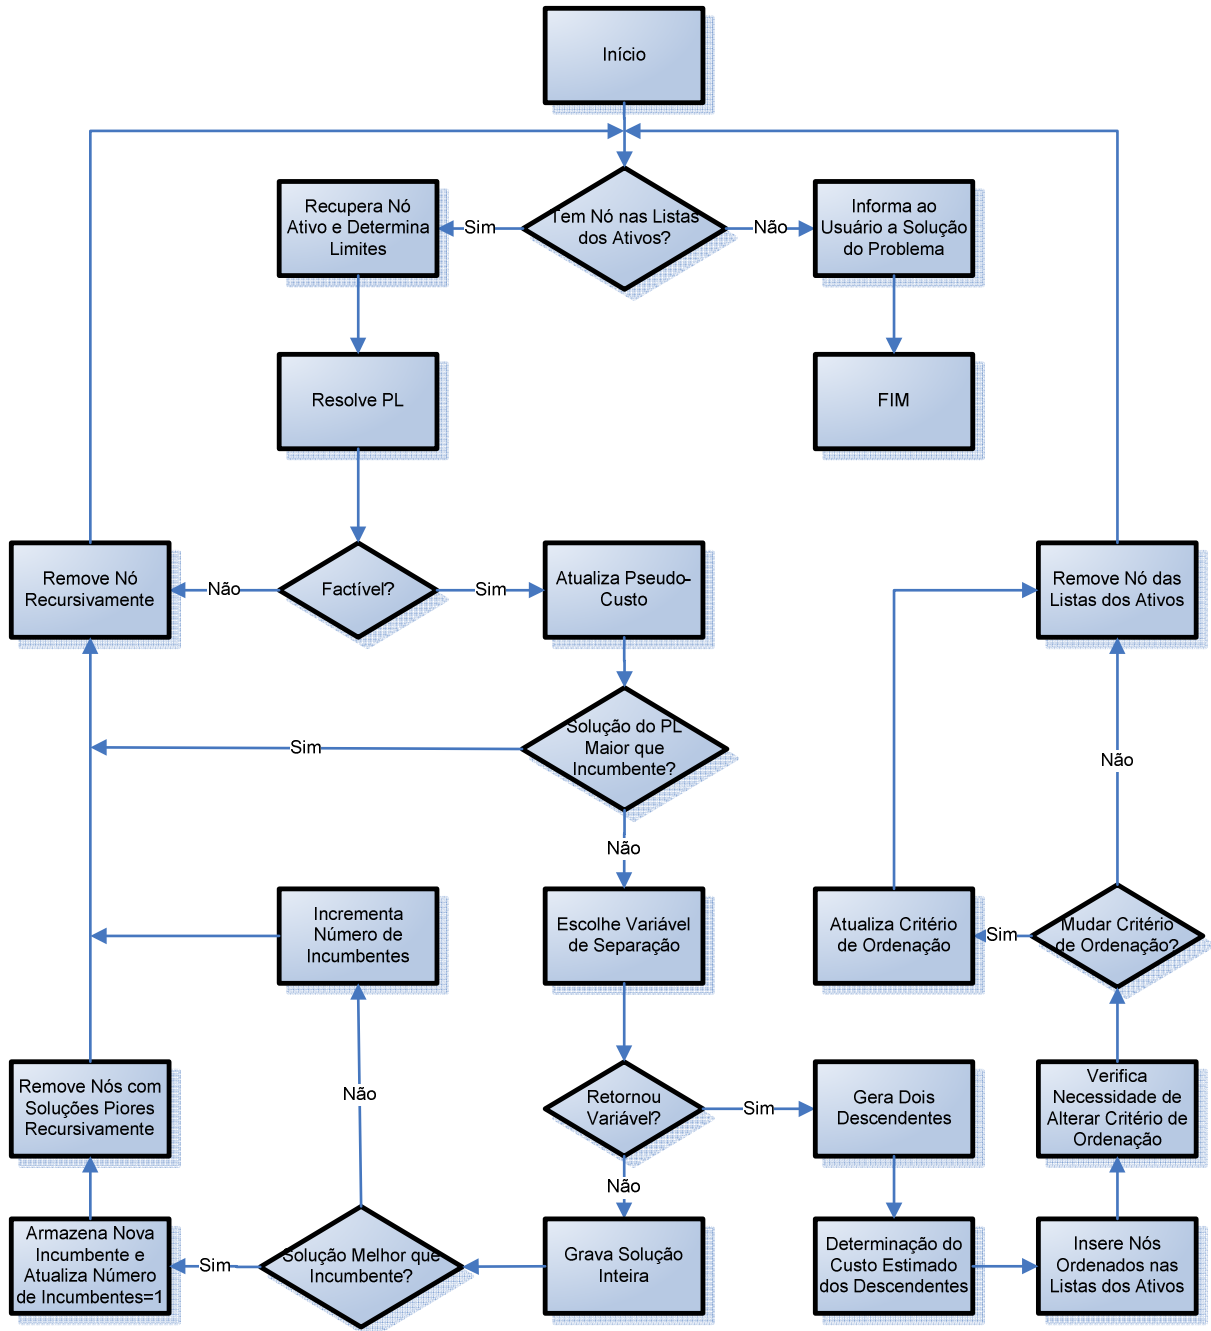 Início
Recupera Nó
Ativo e Determina
Limites
Sim
Tem Nó nas Listas
dos Ativos?
Não
Informa ao
Usuário a Solução
do Problema
Resolve PL
FIM
Remove Nó
Recursivamente
Não
Factível?
Sim
Atualiza Pseudo-
Custo
Remove Nó das
Listas dos Ativos
Sim
Solução do PL
Maior que
Incumbente?
Não
Não
Incrementa
Número de
Incumbentes
Escolhe Variável
de Separação
Atualiza Critério
de Ordenação
Sim
Mudar Critério
de Ordenação?
Remove Nós com
Soluções Piores
Recursivamente
Não
Retornou
Variável?
Sim
Gera Dois
Descendentes
Verifica
Necessidade de
Alterar Critério de
Ordenação
Não
Armazena Nova
Incumbente e
Atualiza Número
de Incumbentes=1
Sim
Solução Melhor que
Incumbente?
Grava Solução
Inteira
Determinação do
Custo Estimado
dos Descendentes
Insere Nós
Ordenados nas
Listas dos Ativos